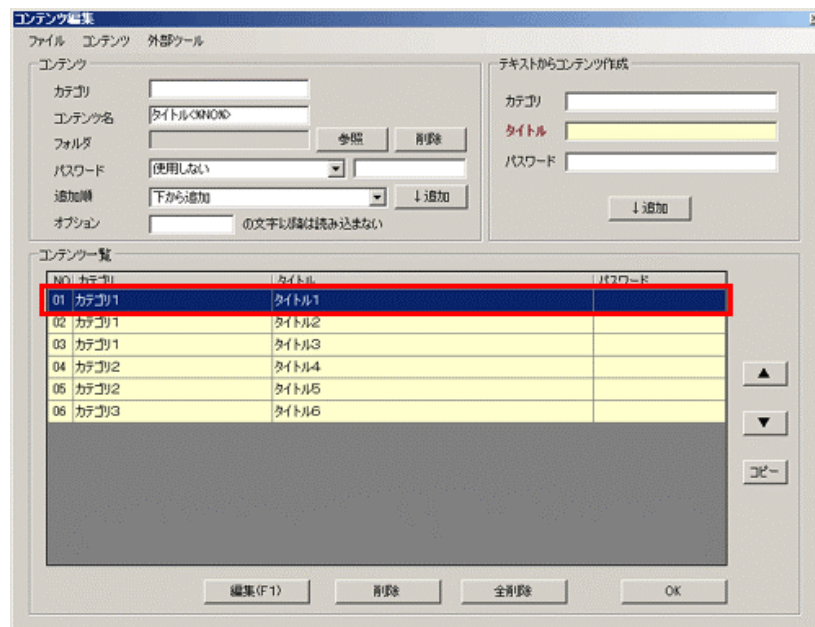 コンテンツ編集
ファイル コンテンツ 外部ツール
コンテンツ
カテゴリ
コンテンツ名 タイトル<%NO%>
フォルダ 参照 削除
パスワード 使用しない
追加順 下から追加 ↓追加
オプション の文字以降は読み込まない
テキストからコンテンツ作成
カテゴリ
タイトル
パスワード
↓追加
コンテンツ一覧
NO カテゴリ タイトル パスワード
01 カテゴリ1 タイトル1
02 カテゴリ1 タイトル2
03 カテゴリ1 タイトル3
04 カテゴリ2 タイトル4
05 カテゴリ2 タイトル5
06 カテゴリ3 タイトル6
▲
▼
コピー
編集(F1) 削除 全削除 OK